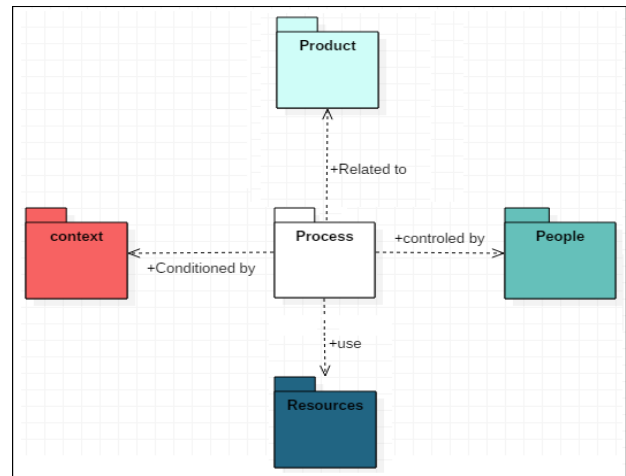 Product
+Related to
context
Process
+controled by
People
+Conditioned by
+use
Resources